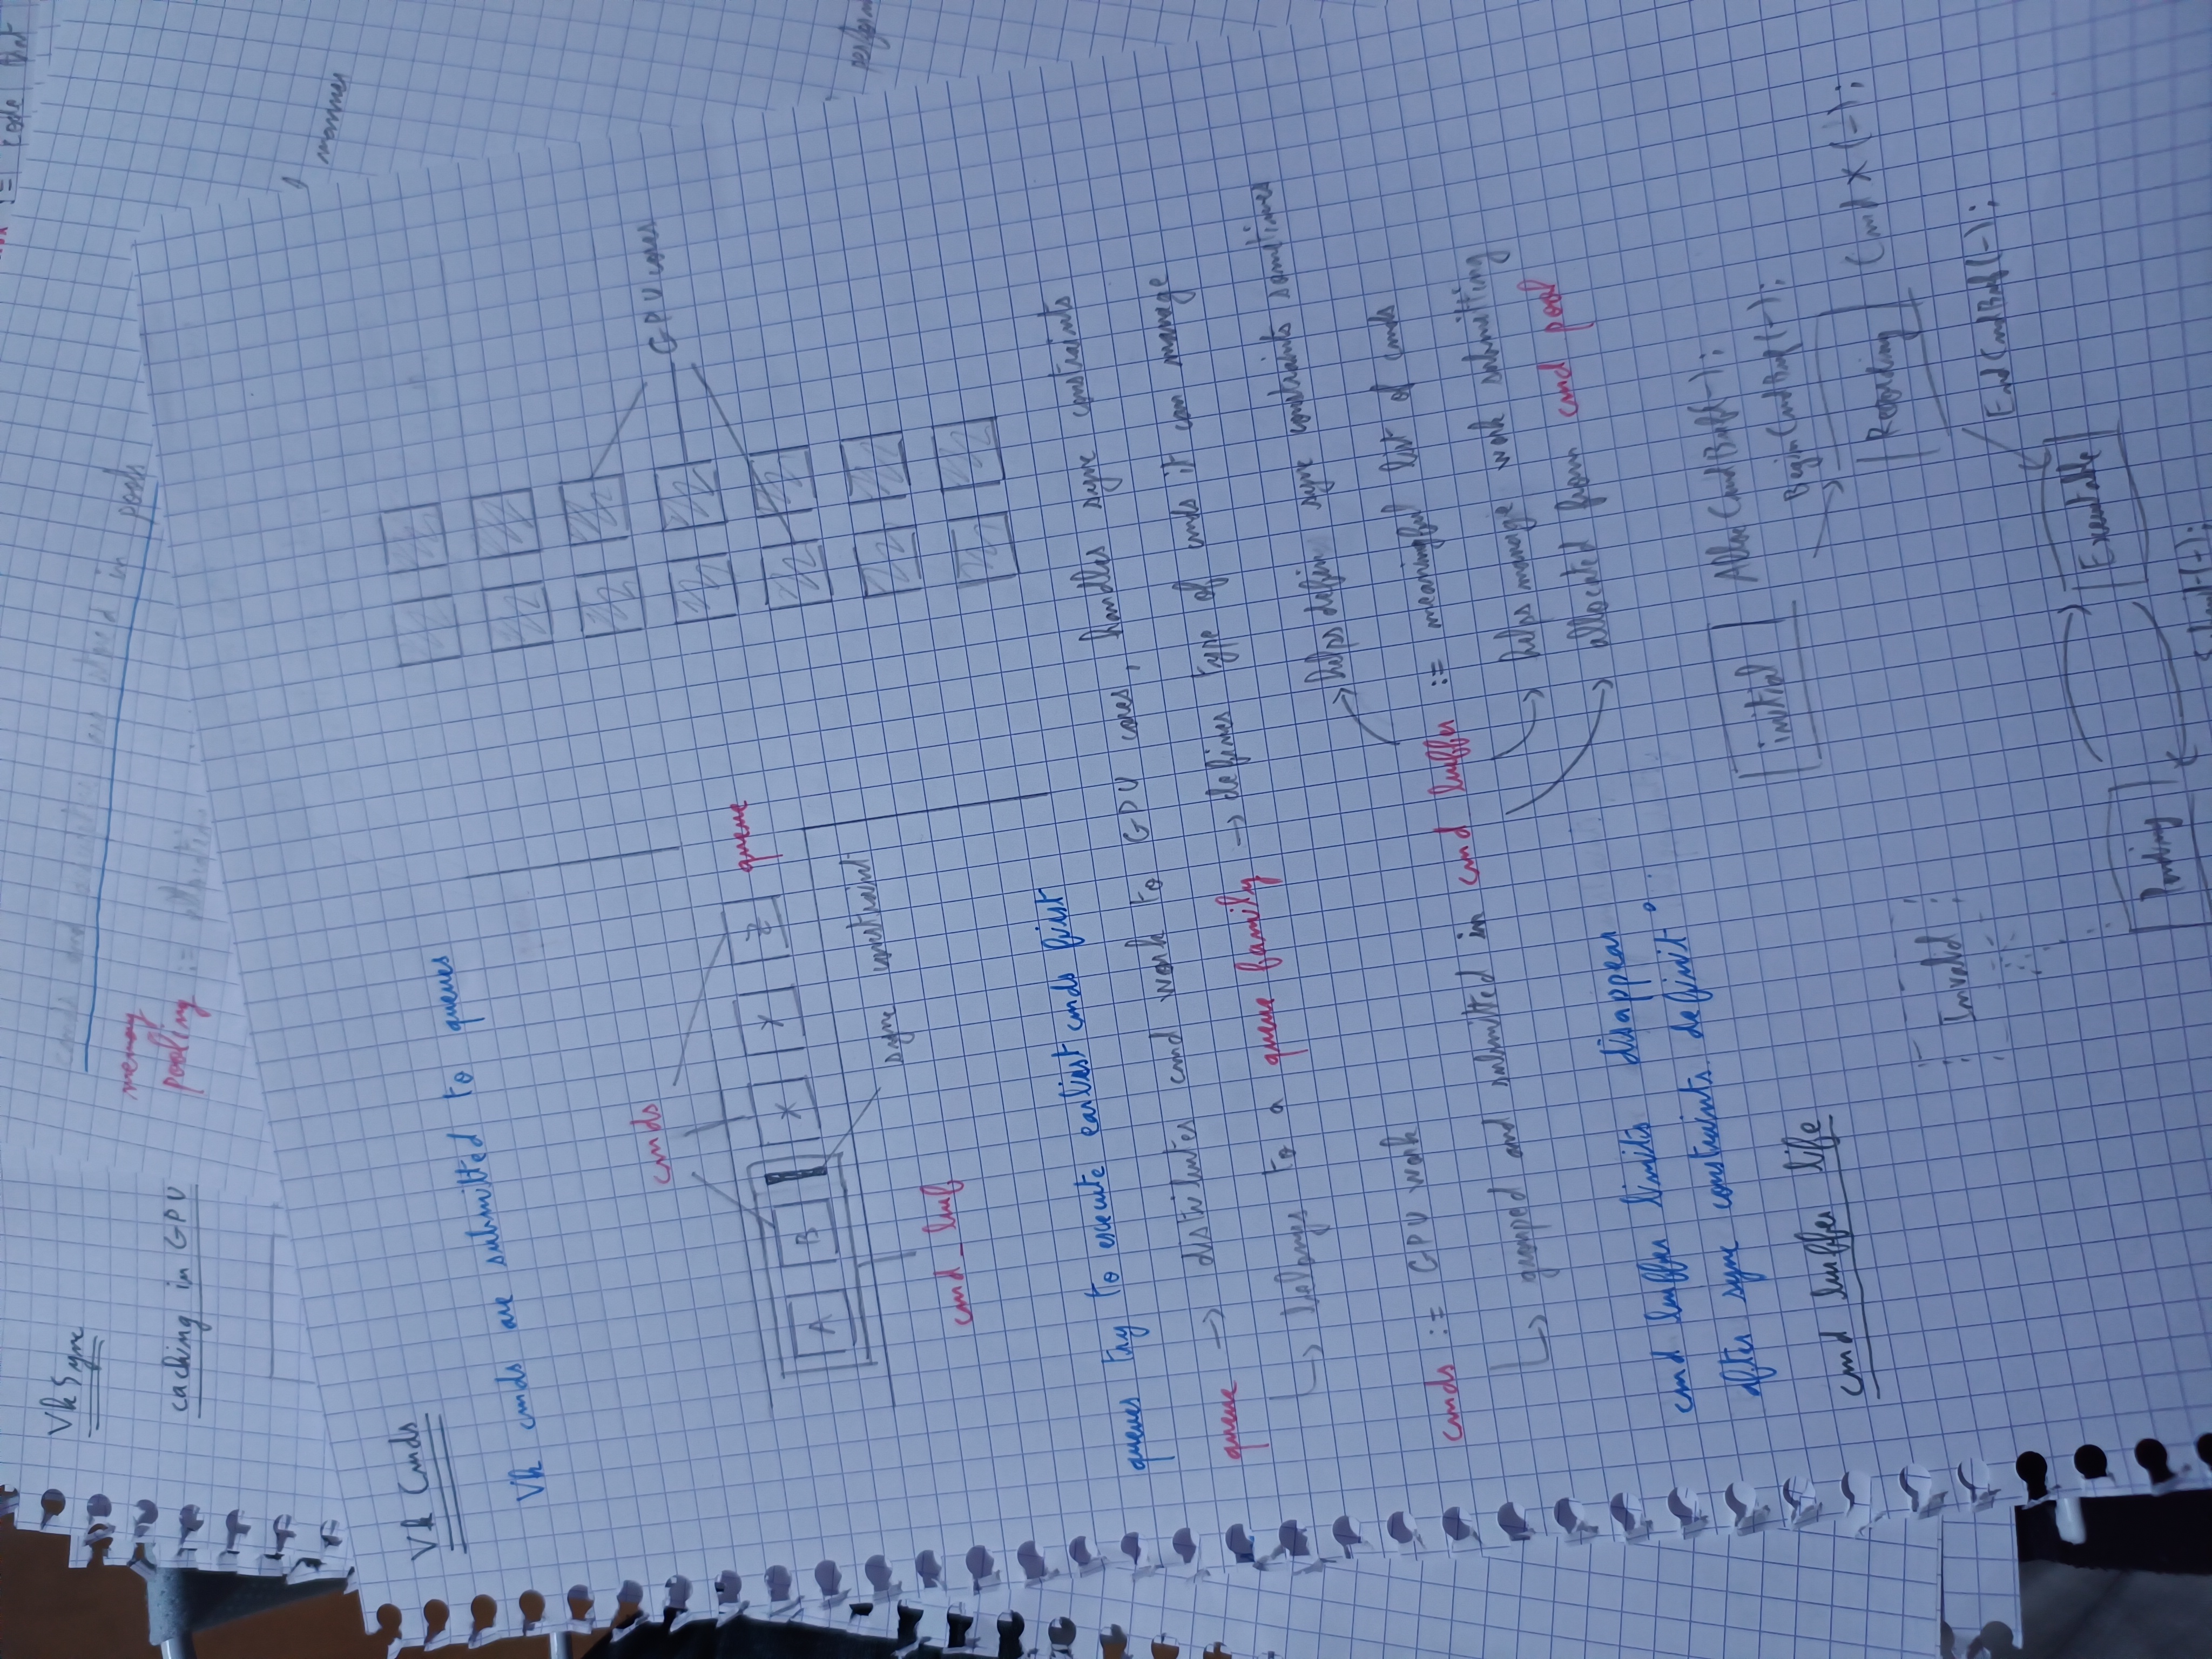 := code that
Vk Sync
cmds and are stored in pools
memory
pooling :=
caching in GPU
manner
perform
Vk Cmds
Vk cmds are submitted to queues
GPU cores
cmds
A B X Y Z queue
sync constraint
cmd_buf
queues try to execute earliest cmds first
queue → distributes cmd work to GPU cores, handles sync constraints
↳ belongs to a queue family → defines type of cmds it can manage
→ helps define sync constraints sometimes
cmds := GPU work
↳ grouped and submitted in cmd buffer := meaningful list of cmds
→ helps manage work submitting
→ allocated from cmd pool
cmd buffer limits disappear
after sync constraints definit°
initial AllocCmdBuf(-);
BeginCmdBuf(-);
cmd buffer life
Recording CmdX(-);
Invalid
EndCmdBuf(-);
Executable
Pending
Submit(-);